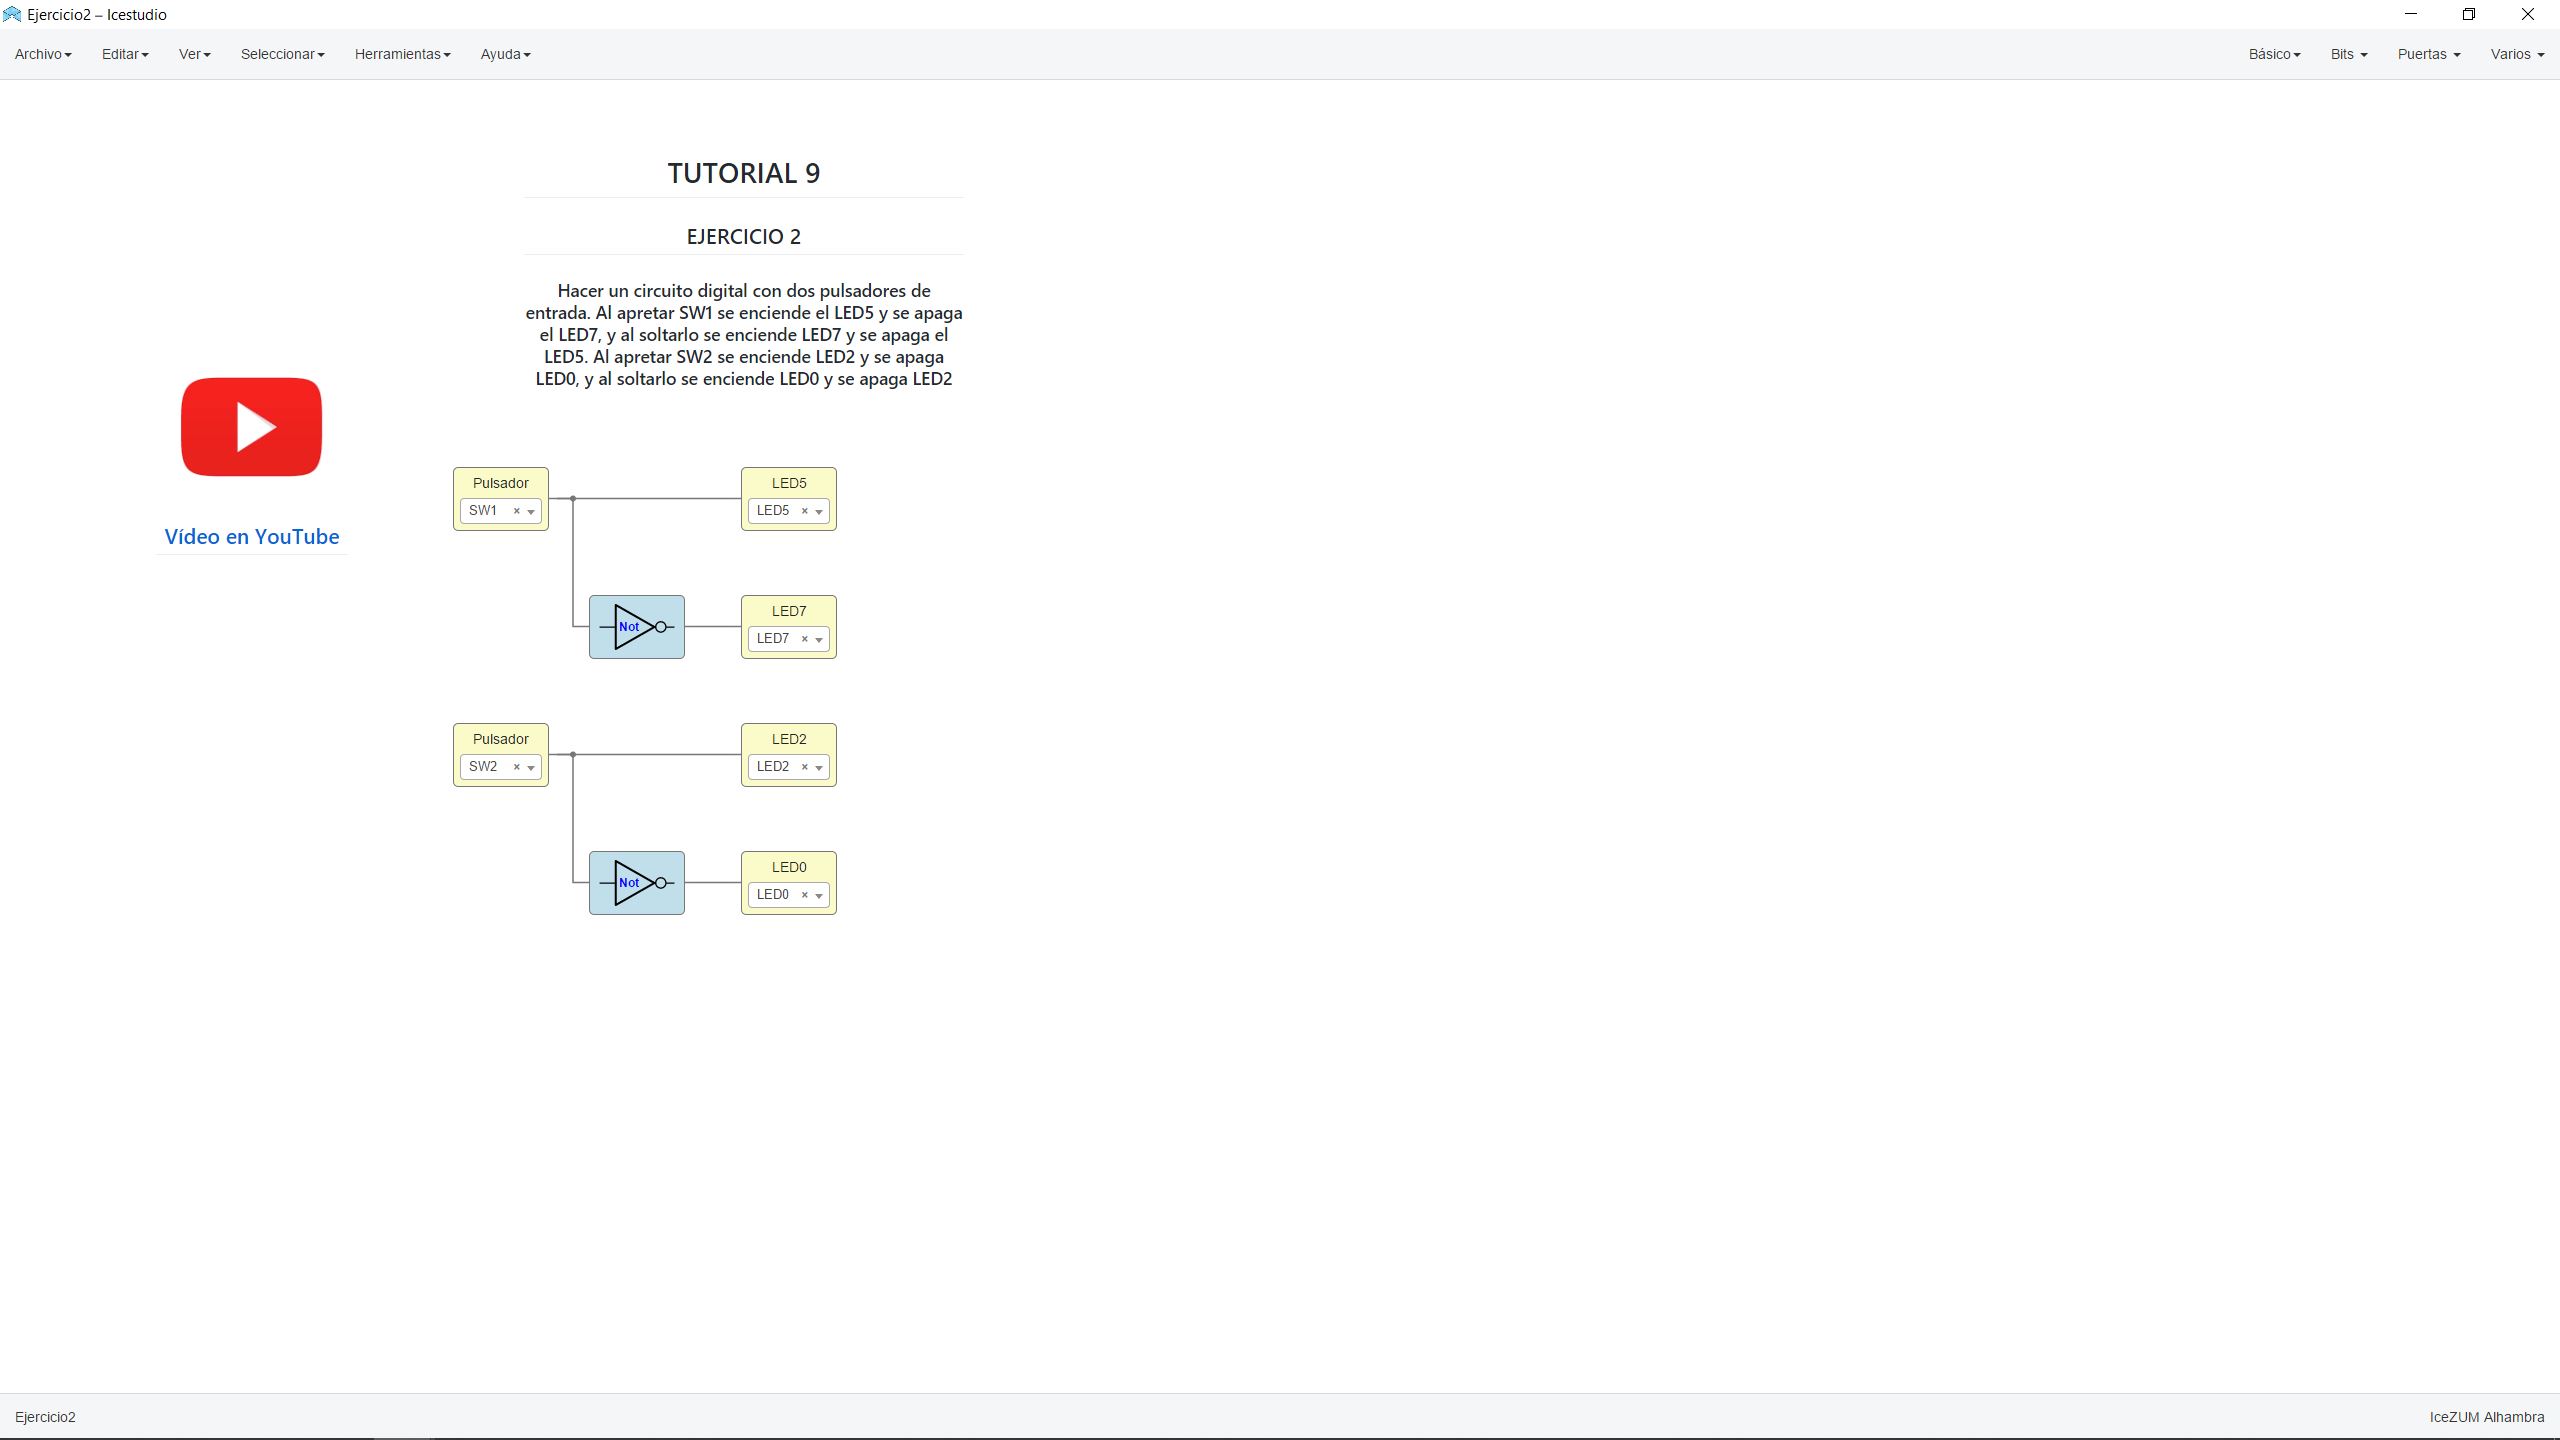 Ejercicio2 – Icestudio
Archivo Editar Ver Seleccionar Herramientas Ayuda Básico Bits Puertas Varios
TUTORIAL 9
EJERCICIO 2
Hacer un circuito digital con dos pulsadores de
entrada. Al apretar SW1 se enciende el LED5 y se apaga
el LED7, y al soltarlo se enciende LED7 y se apaga el
LED5. Al apretar SW2 se enciende LED2 y se apaga
LED0, y al soltarlo se enciende LED0 y se apaga LED2
Vídeo en YouTube
Pulsador
SW1 ×
LED5
LED5 ×
Not
LED7
LED7 ×
Pulsador
SW2 ×
LED2
LED2 ×
Not
LED0
LED0 ×
Ejercicio2
IceZUM Alhambra